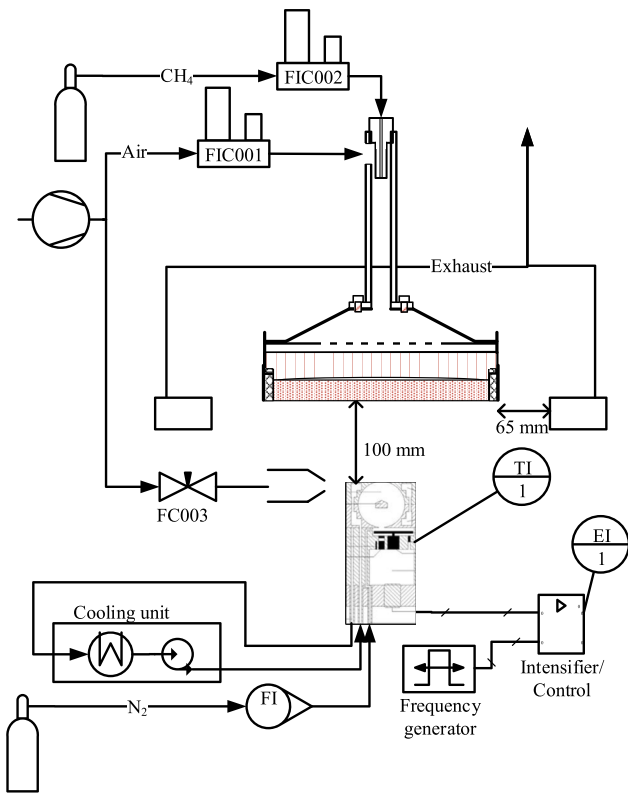 CH₄
FIC002
Air
FIC001
Exhaust
65 mm
100 mm
TI
1
FC003
EI
1
Cooling unit
Intensifier/
Control
Frequency
generator
N₂
FI